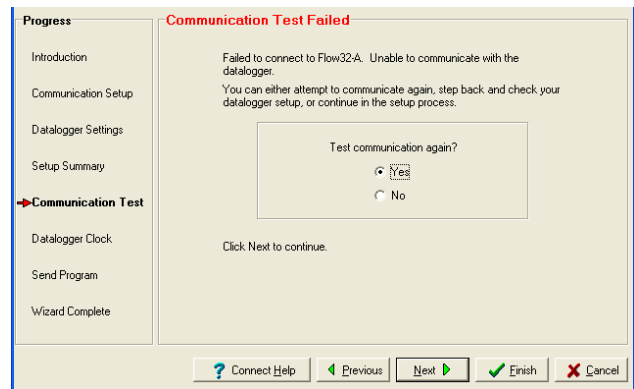 Progress
Introduction
Communication Setup
Datalogger Settings
Setup Summary
Communication Test
Datalogger Clock
Send Program
Wizard Complete
Communication Test Failed
Failed to connect to Flow32-A. Unable to communicate with the
datalogger.
You can either attempt to communicate again, step back and check your
datalogger setup, or continue in the setup process.
Test communication again?
Yes
No
Click Next to continue.
? Connect Help
Previous
Next
Finish
Cancel